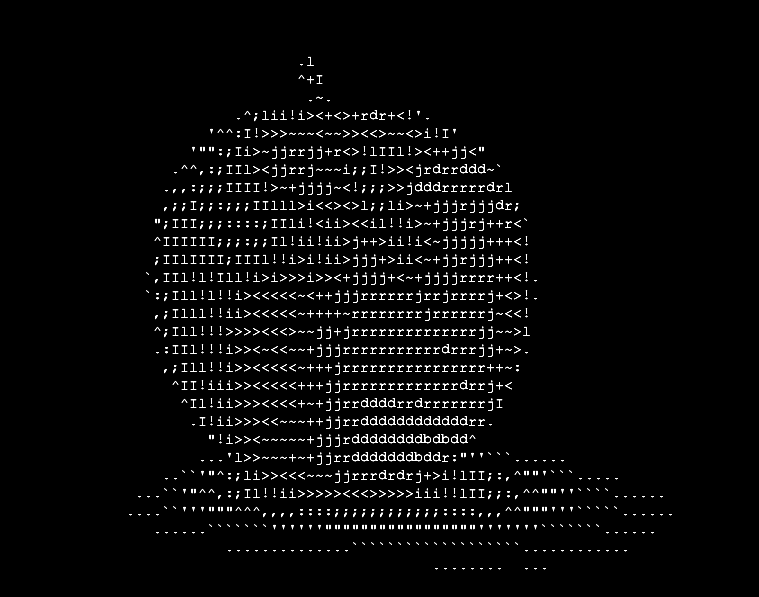 .l
^+I
.~.
.^;lii!i><+<>+rdr+<!'.
'^^:I!>>>~~~<~~>><<>~~<>i!I'
'"":;Ii>~jjrrjj+r<>!lIIl!><++jj<"
.^^,:;IIl><jjrrj~~~i;;I!>><jrdrrddd~`
.,,:;;;IIII!>~+jjjj~<!;;;>>jdddrrrrrdrl
,;;I;;:;;;IIlll>i<<><>l;;li>~+jjjrjjjdr;
";III;;;::::;IIli!<ii><<il!!i>~+jjjrj++r<`
^IIIIII;;;:;;Il!ii!ii>j++>ii!i<~jjjjj+++<!
;IIlIIII;IIIl!!i>i!ii>jjj+>ii<~+jjrjjj++<!
`,IIl!l!Ill!i>i>>>i>><+jjjj+<~+jjjjrrrr++<!.
`:;Ill!l!!i><<<<<~<++jjjrrrrrrjrrjrrrrj+<>!.
,;Illl!!ii<<<<<~++++~rrrrrrrrjrrrrrrj~<<!
^;Ill!!!>>>><<<>~~jj+jrrrrrrrrrrrrrrjj~~>l
.:IIl!!!i>><~<<~~+jjjrrrrrrrrrrrdrrrjj+~>.
,;Ill!!i>><<<<<~+++jrrrrrrrrrrrrrrrr++~:
^II!iii>><<<<<+++jjrrrrrrrrrrrrrdrrj+<
^Il!ii>>><<<<+~+jjrrddddrrdrrrrrrrjI
.I!ii>>><<~~~++jjrrddddddddddddrr.
"!i>><~~~~~+jjjrddddddddbdbdd^
...'l>>~~~+~+jjrrdddddddbddr:"''```......
..``'"^:;li>><<<~~~jjrrrdrdrj+>i!lII;:,^""'```.....
...``'"^^,:;Il!!ii>>>>><<<>>>>>iii!!lII;;:,^^""''````......
....``'''"""^^^,,,,::::;;;;;;;;;;;;::::,,,^^"""'''`````......
......```````''''''""""""""""""""""""'''''''```````......
..............```````````````````............
........  ...